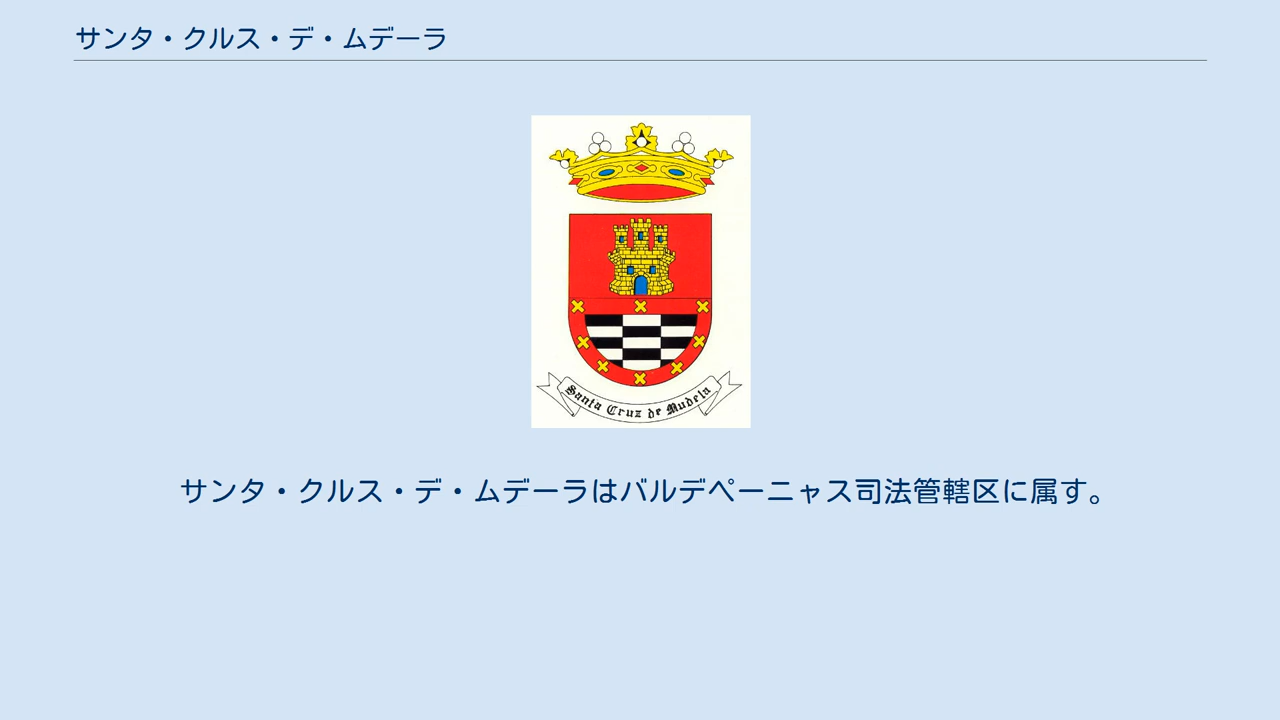 サンタ・クルス・デ・ムデーラ
Santa Cruz de Mudela
サンタ・クルス・デ・ムデーラはバルデペーニャス司法管轄区に属す。